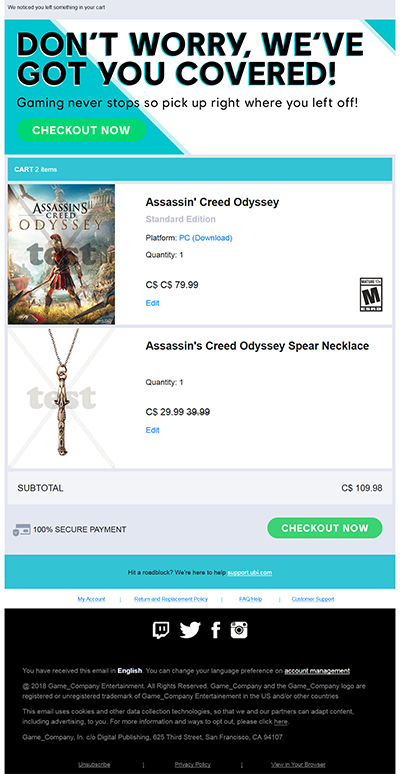 We noticed you left something in your cart
DON'T WORRY, WE'VE
GOT YOU COVERED!
Gaming never stops so pick up right where you left off!
CHECKOUT NOW
CART 2 items
ASSASSIN'S
CREED
ODYSSEY
test
Assassin' Creed Odyssey
Standard Edition
Platform: PC (Download)
Quantity: 1
C$ C$ 79.99
Edit
MATURE 17+
M
ESRB
test
Assassin's Creed Odyssey Spear Necklace
Quantity: 1
C$ 29.99 39.99
Edit
SUBTOTAL C$ 109.98
100% SECURE PAYMENT
CHECKOUT NOW
Hit a roadblock? We're here to help support.ubi.com
My Account | Return and Replacement Policy | FAQ/Help | Customer Support
You have received this email in English. You can change your language preference on account management
@ 2018 Game_Company Entertainment. All Rights Reserved. Game_Company and the Game_Company logo are
registered or unregistered trademark of Game_Company Entertainement in the US and/or other countries
This email uses cookies and other data collection technologies, so that we and our partners can adapt content,
including advertising, to you. For more information and ways to opt out, please click here.
Game_Company, In. c/o Digital Publishing, 625 Third Street, San Francisco, CA 94107
Unsubscribe | Privacy Policy | View in Your Browser